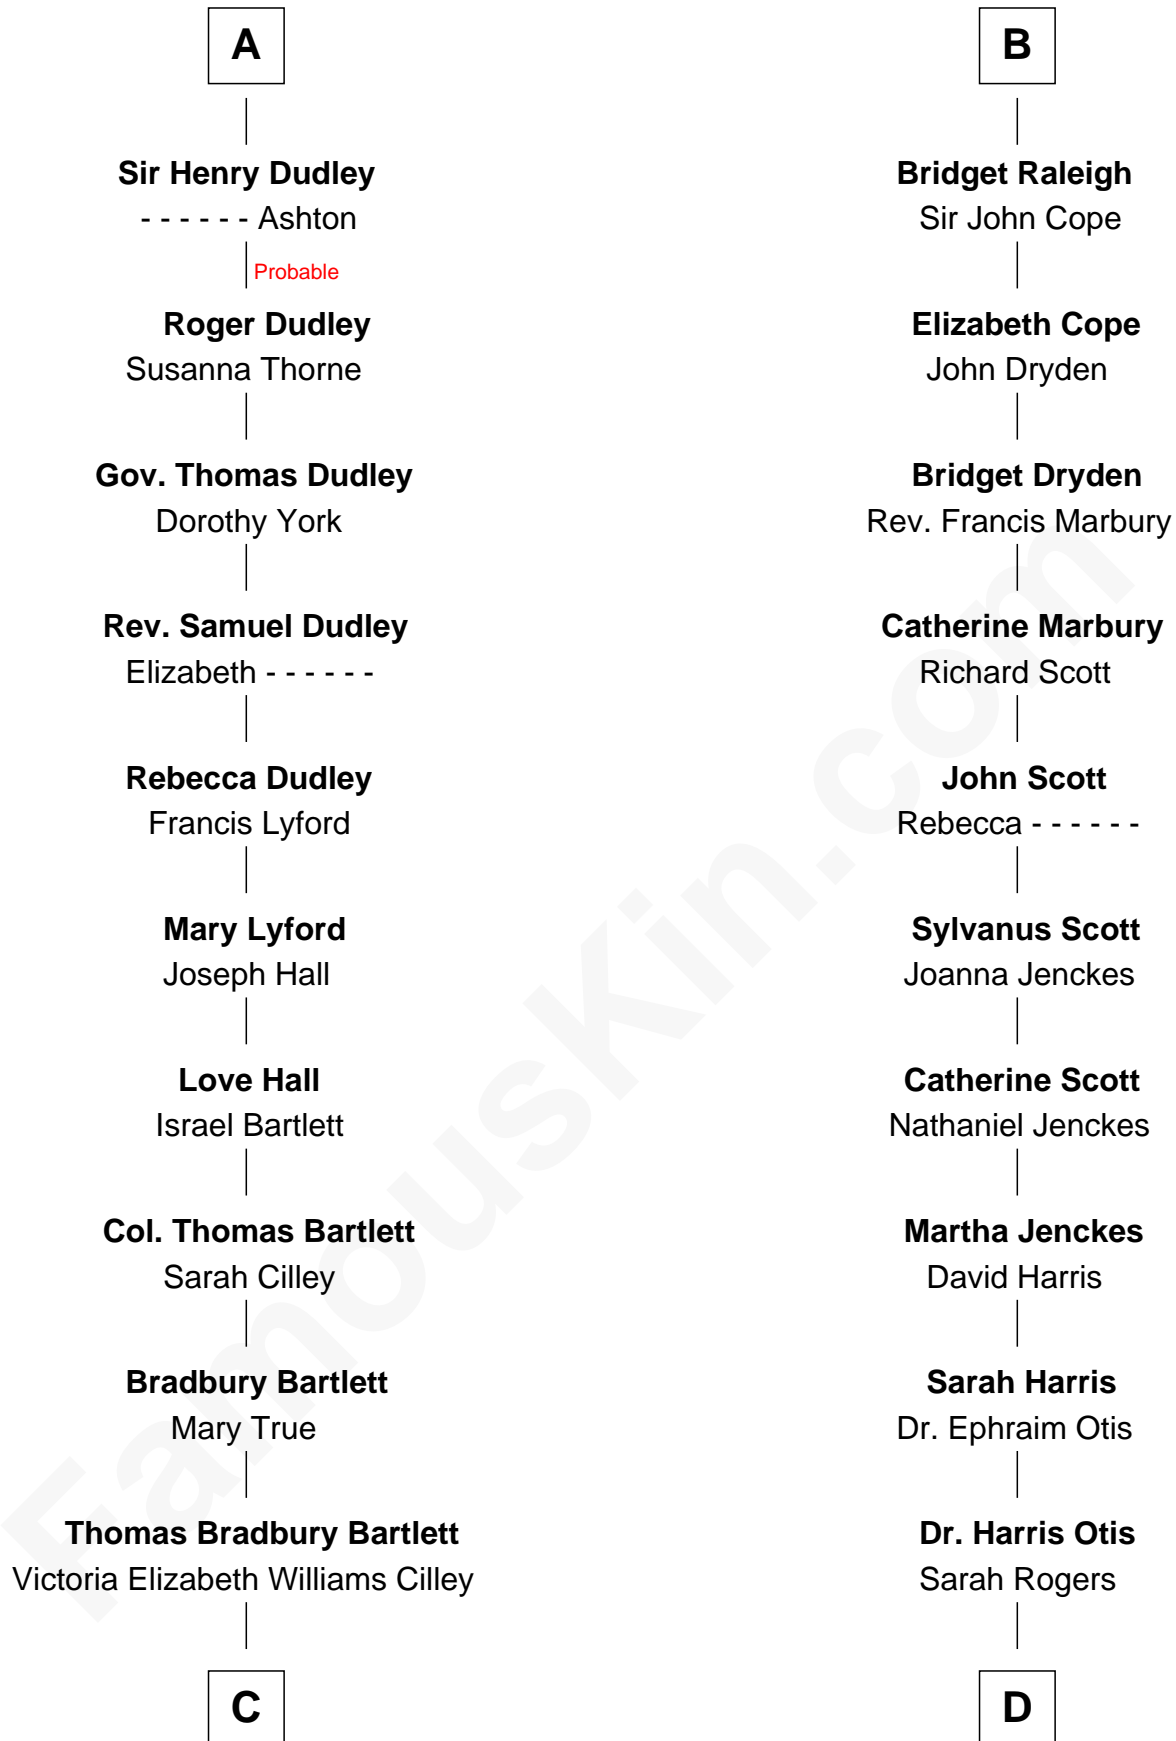 A
Sir Henry Dudley
- - - - - - Ashton
Probable
Roger Dudley
Susanna Thorne
Gov. Thomas Dudley
Dorothy York
Rev. Samuel Dudley
Elizabeth - - - - - -
Rebecca Dudley
Francis Lyford
Mary Lyford
Joseph Hall
Love Hall
Israel Bartlett
Col. Thomas Bartlett
Sarah Cilley
Bradbury Bartlett
Mary True
Thomas Bradbury Bartlett
Victoria Elizabeth Williams Cilley
C
B
Bridget Raleigh
Sir John Cope
Elizabeth Cope
John Dryden
Bridget Dryden
Rev. Francis Marbury
Catherine Marbury
Richard Scott
John Scott
Rebecca - - - - - -
Sylvanus Scott
Joanna Jenckes
Catherine Scott
Nathaniel Jenckes
Martha Jenckes
David Harris
Sarah Harris
Dr. Ephraim Otis
Dr. Harris Otis
Sarah Rogers
D
FamousKin.com